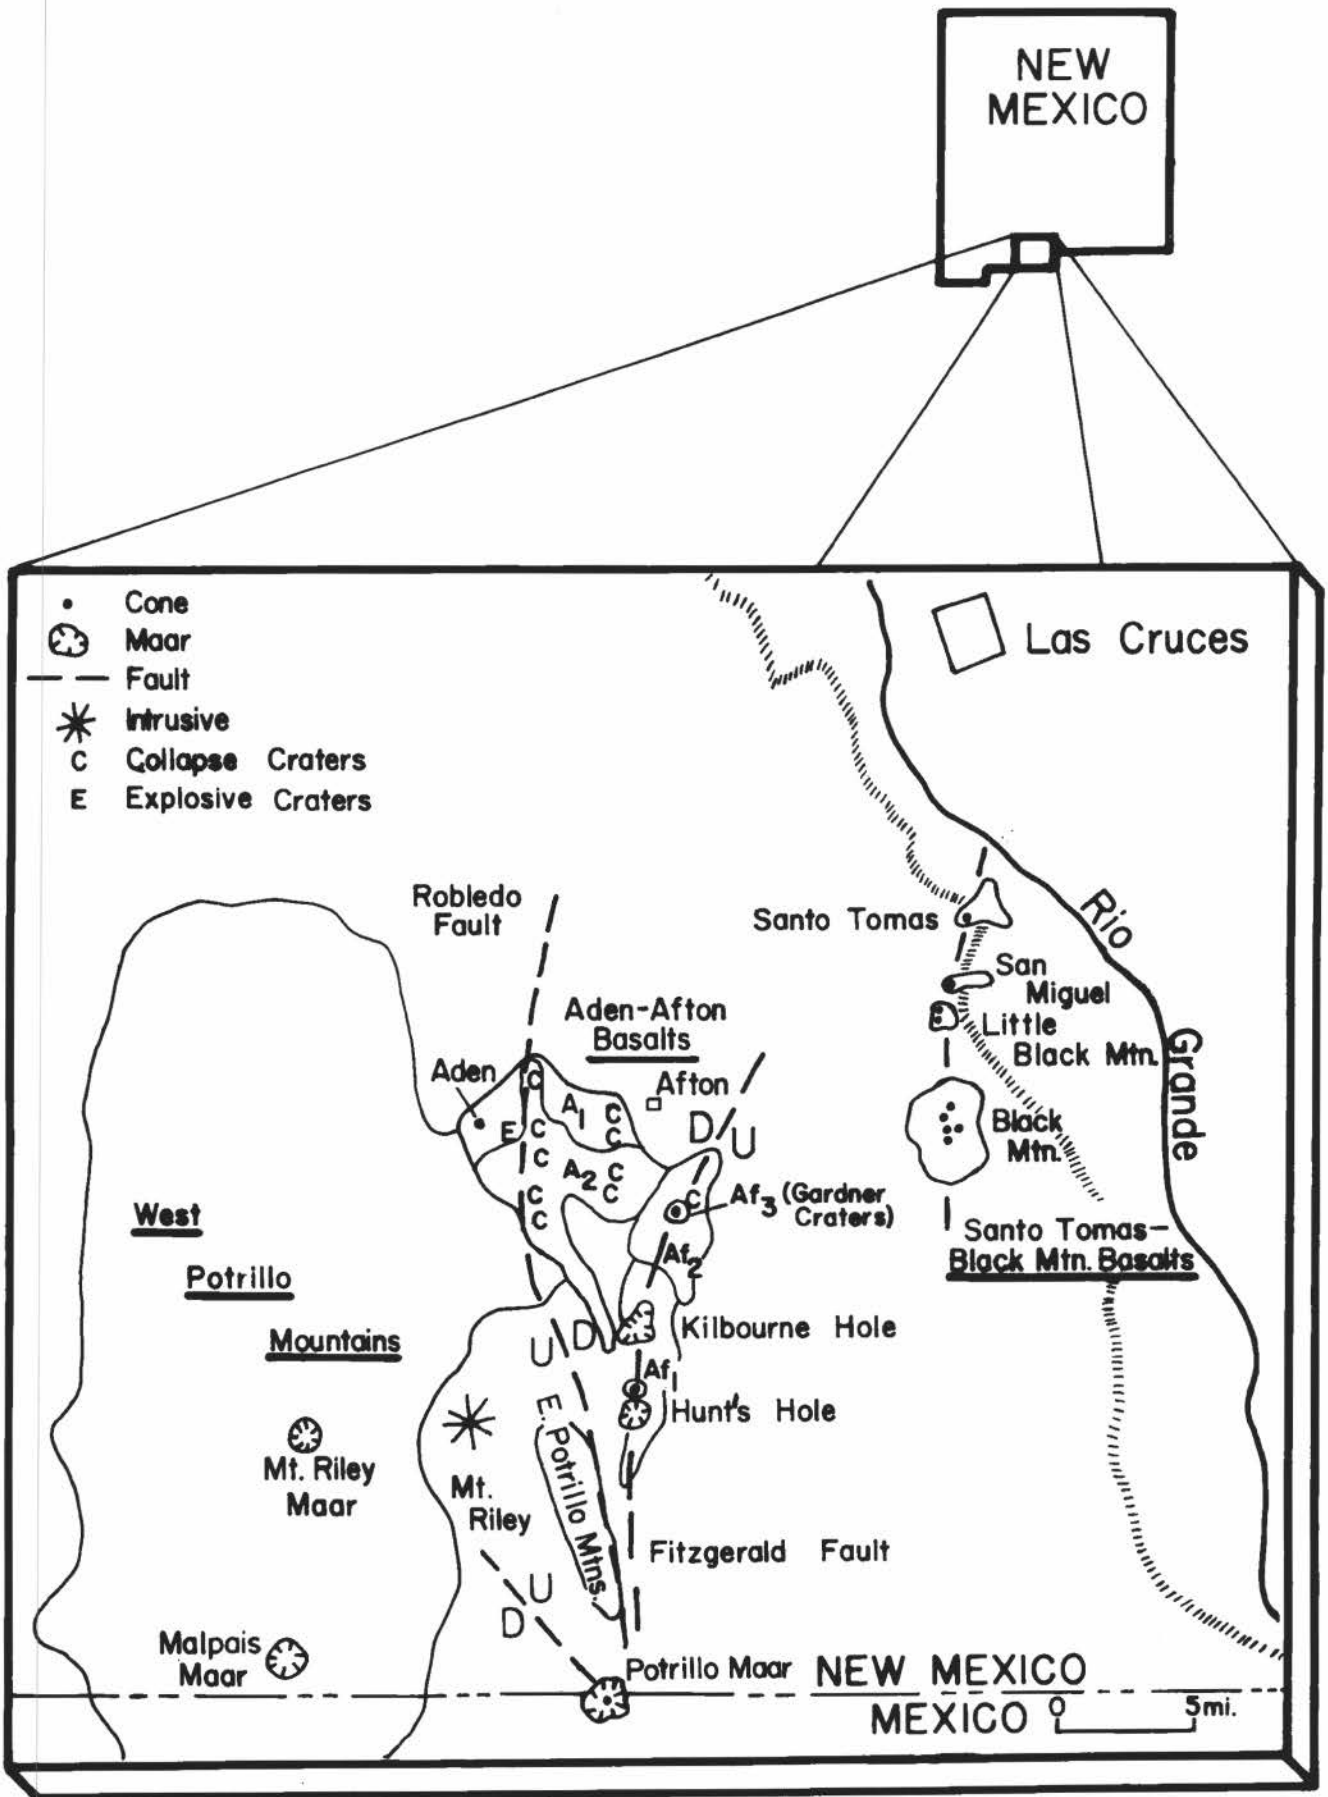 NEW
MEXICO
Cone
Maar
Fault
Intrusive
C Collapse Craters
E Explosive Craters
Las Cruces
Robledo
Fault
Santo Tomas
Rio
Grande
San
Miguel
Little
Black Mtn.
Aden-Afton
Basalts
Aden
Afton
C
A1
C
C
E
C
C
A2
C
C
C
C
D
U
Black
Mtn.
C
Af3 (Gardner
Craters)
Af2
West
Potrillo
Mountains
Santo Tomas-
Black Mtn. Basalts
U
D
Kilbourne Hole
Af1
Hunt's Hole
E. Potrillo Mtns.
Mt. Riley
Maar
Mt.
Riley
Fitzgerald Fault
U
D
Malpais
Maar
Potrillo Maar
NEW MEXICO
MEXICO
0 5mi.